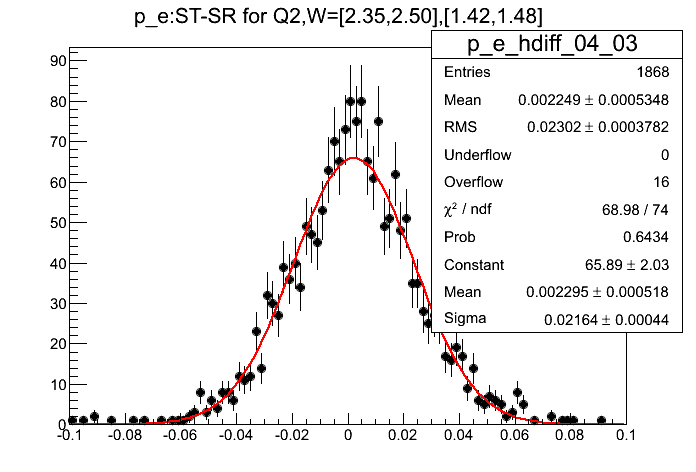 p_e:ST-SR for Q2,W=[2.35,2.50],[1.42,1.48]
p_e_hdiff_04_03
Entries 1868
Mean 0.002249 ± 0.0005348
RMS 0.02302 ± 0.0003782
Underflow 0
Overflow 16
χ² / ndf 68.98 / 74
Prob 0.6434
Constant 65.89 ± 2.03
Mean 0.002295 ± 0.000518
Sigma 0.02164 ± 0.00044
90
80
70
60
50
40
30
20
10
0
-0.1 -0.08 -0.06 -0.04 -0.02 0 0.02 0.04 0.06 0.08 0.1